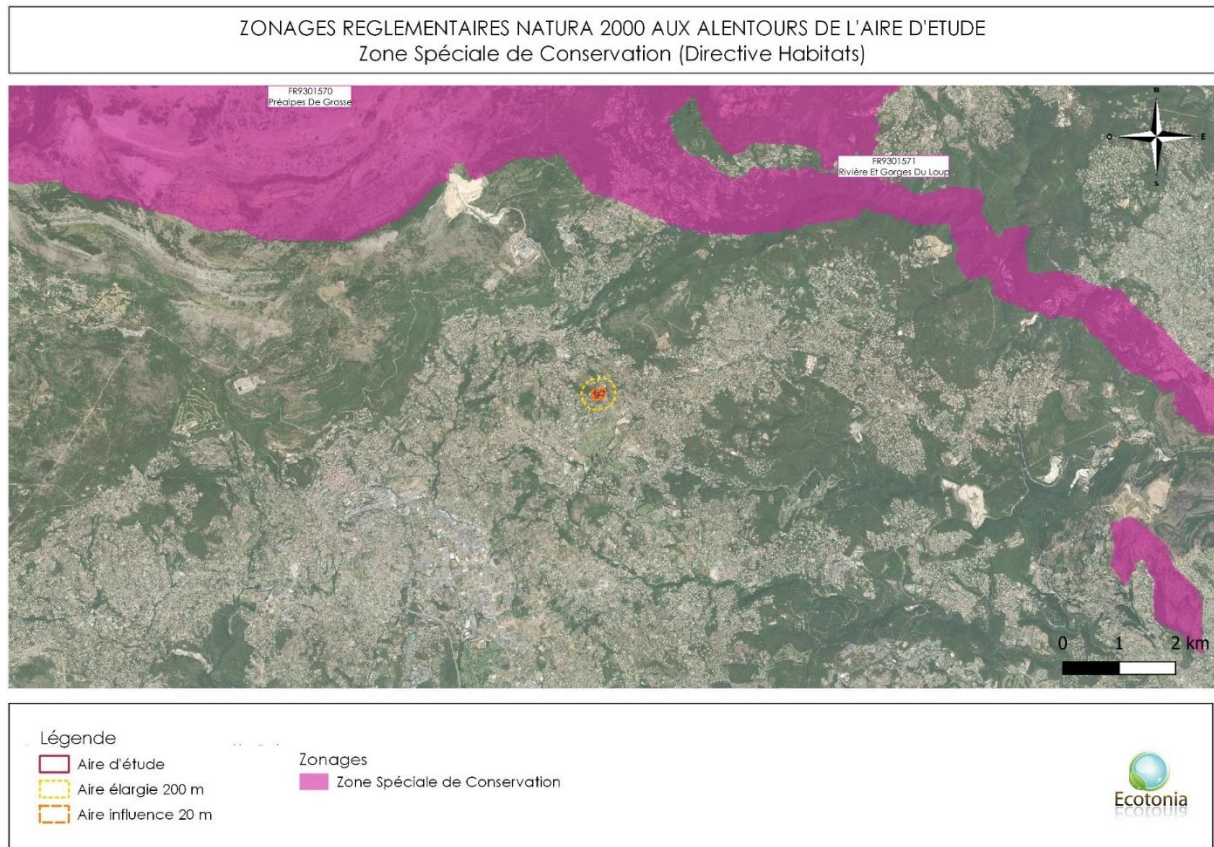 ZONAGES REGLEMENTAIRES NATURA 2000 AUX ALENTOURS DE L'AIRE D'ETUDE
Zone Spéciale de Conservation (Directive Habitats)
FR9301570
Préalpes De Grasse
N
O
E
S
FR9301571
Rivière Et Gorges Du Loup
0 1 2 km
Légende
Aire d'étude
Aire élargie 200 m
Aire influence 20 m
Zonages
Zone Spéciale de Conservation
Ecotonia